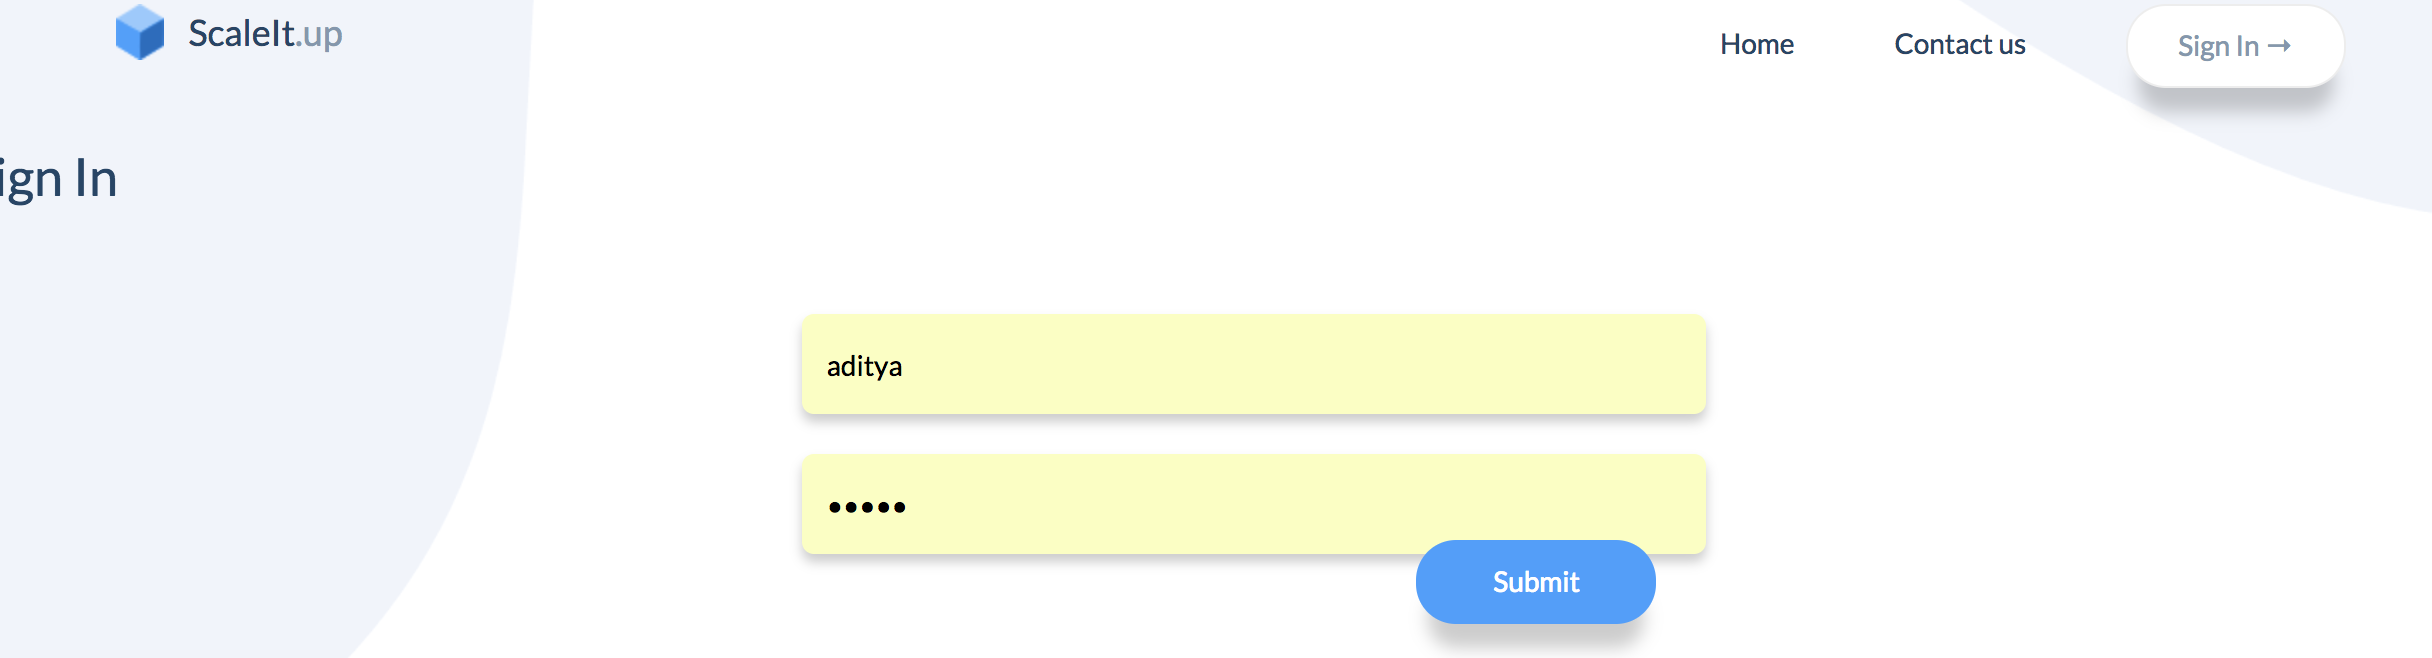 ScaleIt.up
Home
Contact us
Sign In →
ign In
aditya
•••••
Submit